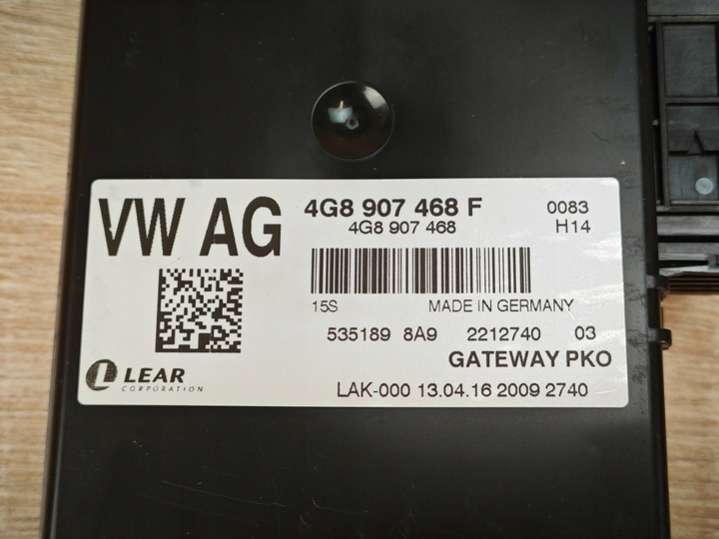 VW AG
4G8 907 468 F 0083
4G8 907 468 H14
15S MADE IN GERMANY
535189 8A9 2212740 03
GATEWAY PKO
LEAR
CORPORATION
LAK-000 13.04.16 2009 2740